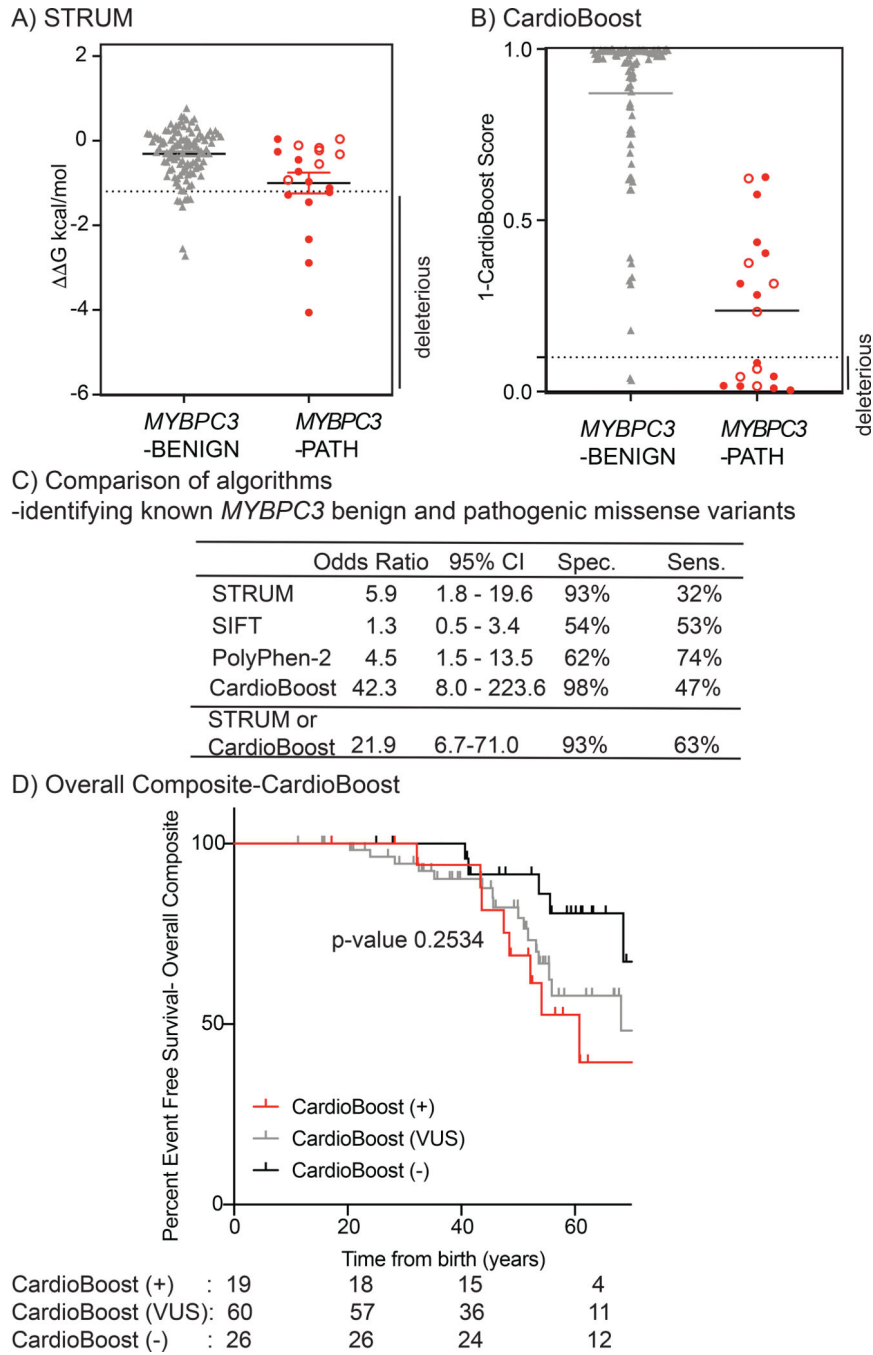 A) STRUM
2
0
-2
-4
-6
ΔΔG kcal/mol
deleterious
MYBPC3
-BENIGN
MYBPC3
-PATH
B) CardioBoost
1.0
0.5
0.0
1-CardioBoost Score
deleterious
MYBPC3
-BENIGN
MYBPC3
-PATH
C) Comparison of algorithms
-identifying known MYBPC3 benign and pathogenic missense variants
Odds Ratio 95% CI Spec. Sens.
STRUM 5.9 1.8 - 19.6 93% 32%
SIFT 1.3 0.5 - 3.4 54% 53%
PolyPhen-2 4.5 1.5 - 13.5 62% 74%
CardioBoost 42.3 8.0 - 223.6 98% 47%
STRUM or
CardioBoost 21.9 6.7-71.0 93% 63%
D) Overall Composite-CardioBoost
Percent Event Free Survival- Overall Composite
100
50
0
p-value 0.2534
CardioBoost (+)
CardioBoost (VUS)
CardioBoost (-)
0 20 40 60
Time from birth (years)
CardioBoost (+) : 19 18 15 4
CardioBoost (VUS): 60 57 36 11
CardioBoost (-) : 26 26 24 12